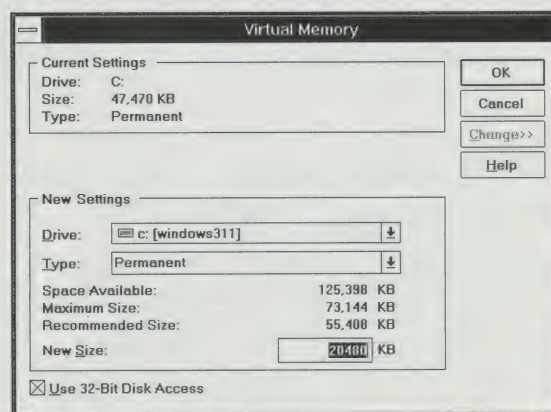 Virtual Memory
Current Settings
Drive: C:
Size: 47,470 KB
Type: Permanent
OK
Cancel
Change>>
Help
New Settings
Drive: c: [windows311]
Type: Permanent
Space Available: 125,398 KB
Maximum Size: 73,144 KB
Recommended Size: 55,408 KB
New Size: 20480 KB
Use 32-Bit Disk Access